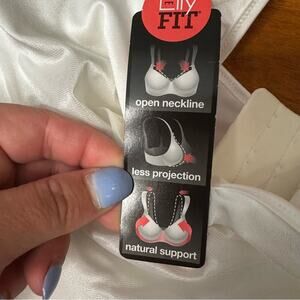 FIT
open neckline
less projection
natural support